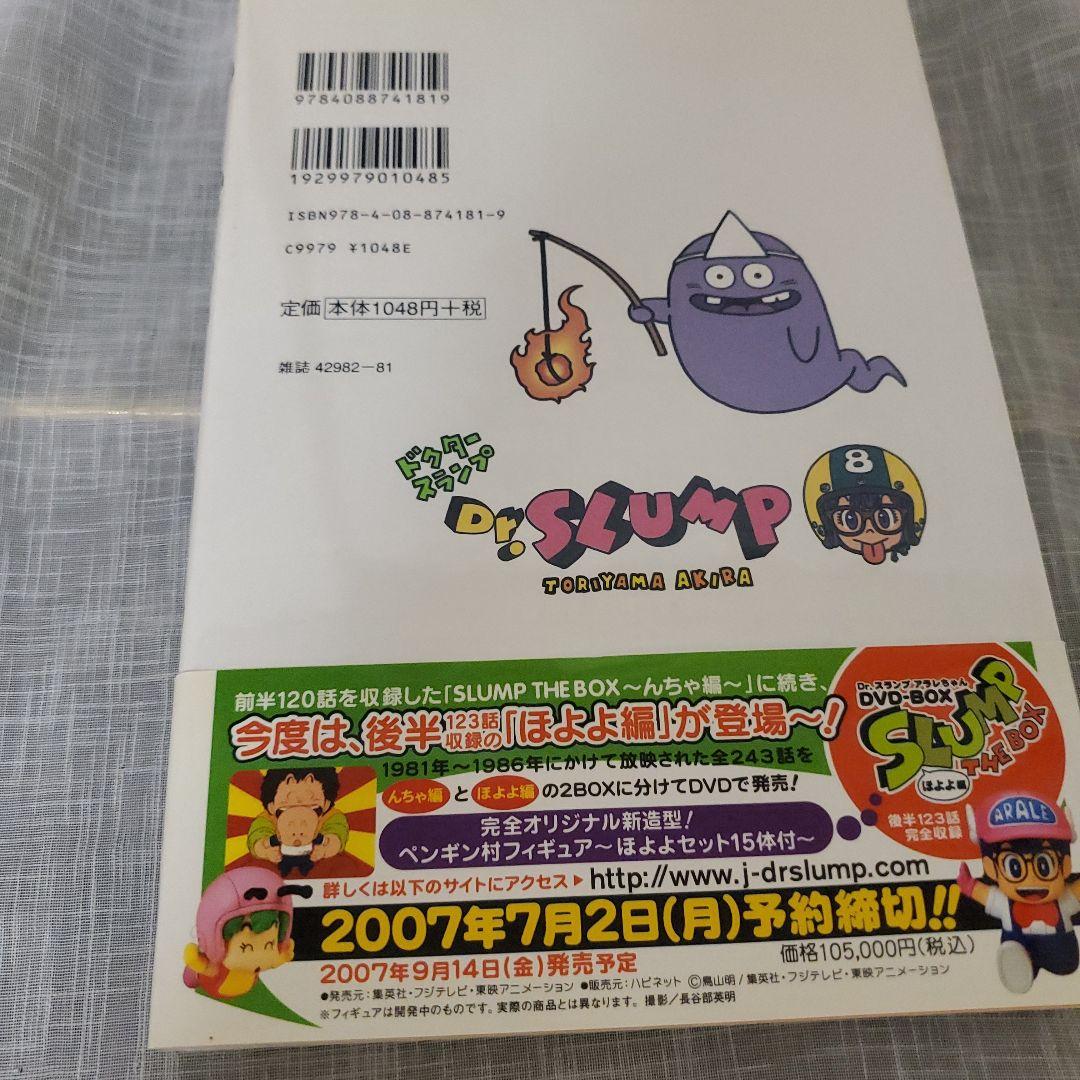 9784088741819
1929979010485
ISBN978-4-08-874181-9
C9979 ¥1048E
定価 本体1048円+税
雑誌 42982-81
8
ドクター
スランプ
Dr.SLUMP
TORIYAMA AKIRA
前半120話を収録した「SLUMP THE BOX〜んちゃ編〜」に続き、
今度は、後半123話収録の「ほよよ編」が登場〜!
1981年〜1986年にかけて放映された全243話を
んちゃ編 と ほよよ編 の2BOXに分けてDVDで発売!
完全オリジナル新造型!
ペンギン村フィギュア〜ほよよセット15体付〜
詳しくは以下のサイトにアクセス▶ http://www.j-drslump.com
2007年7月2日(月)予約締切!!
2007年9月14日(金)発売予定
価格105,000円(税込)
●発売元:集英社・フジテレビ・東映アニメーション ●販売元:ハピネット Ⓒ鳥山明/集英社・フジテレビ・東映アニメーション
※フィギュアは開発中のものです。実際の商品とは異なります。 撮影/長谷部英明
Dr.スランプ アラレちゃん
DVD-BOX
SLUMP
THE BOX
ほよよ編
後半123話
完全収録
ARALE